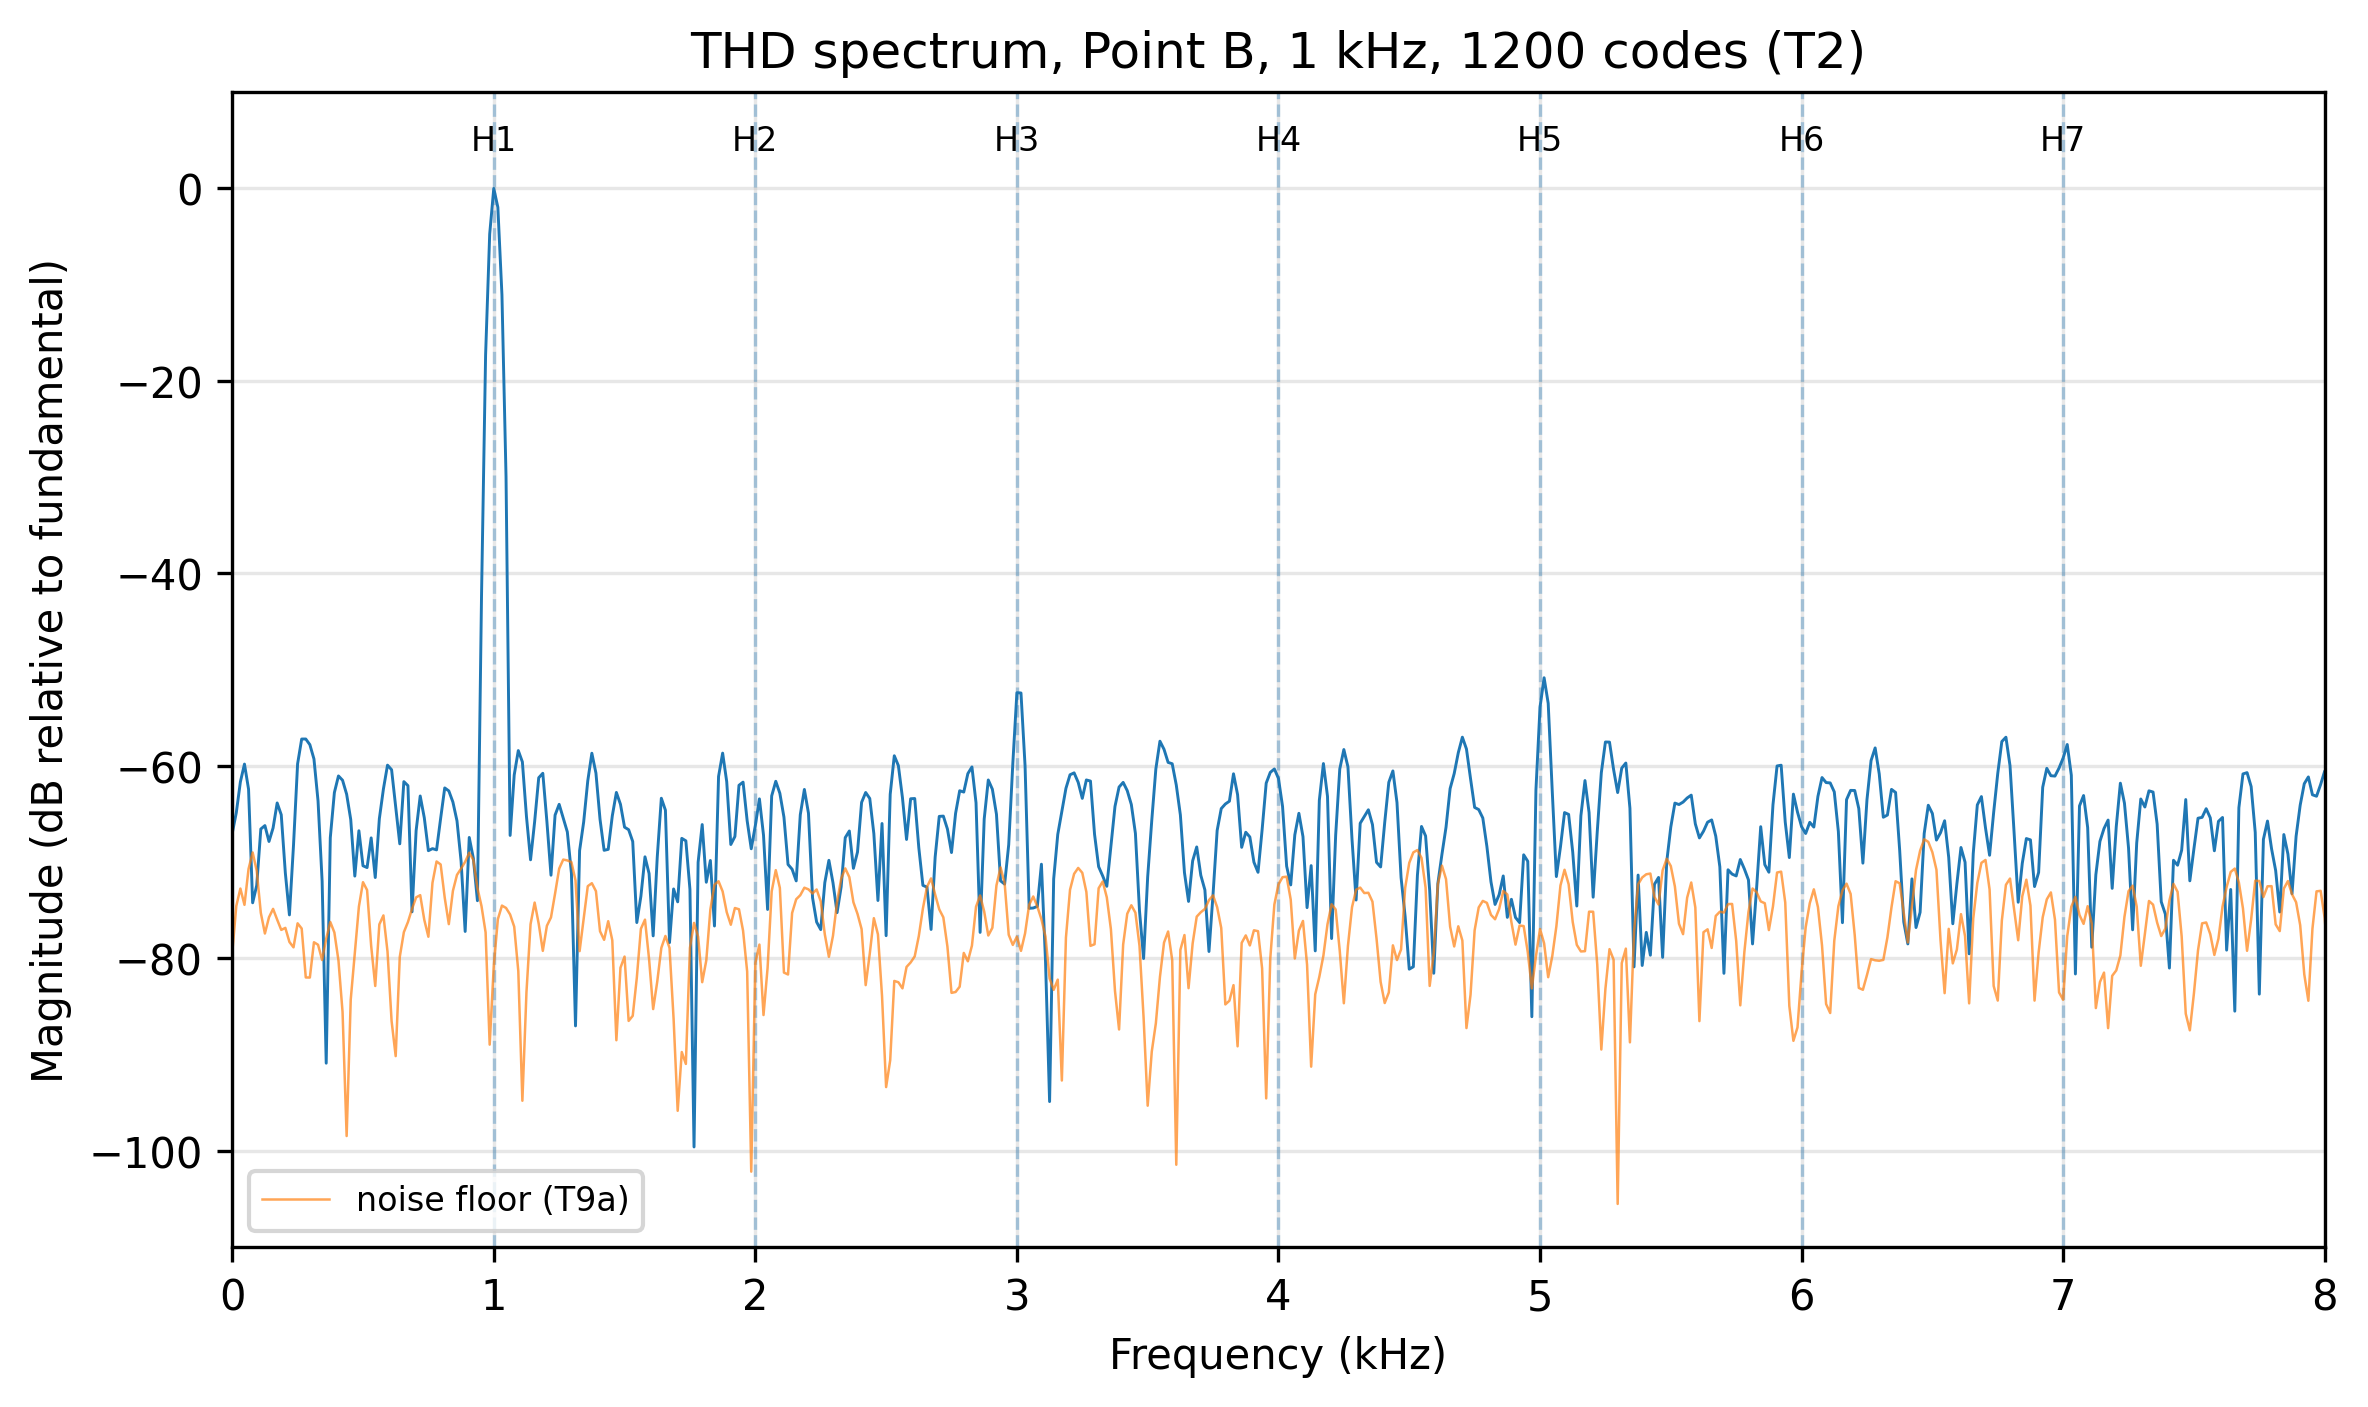 THD spectrum, Point B, 1 kHz, 1200 codes (T2)
Magnitude (dB relative to fundamental)
H1 H2 H3 H4 H5 H6 H7
0
−20
−40
−60
−80
−100
noise floor (T9a)
0 1 2 3 4 5 6 7 8
Frequency (kHz)